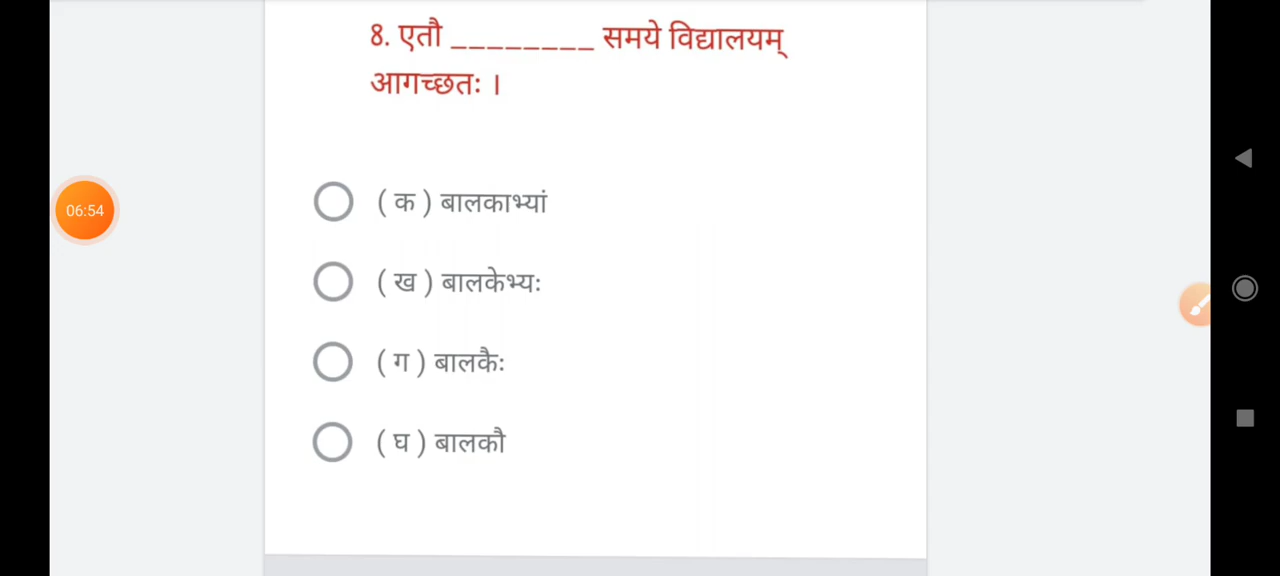 8. एतौ ________ समये विद्यालयम्
आगच्छतः ।
( क ) बालकाभ्यां
06:54
( ख ) बालकेभ्यः
( ग ) बालकैः
( घ ) बालकौ